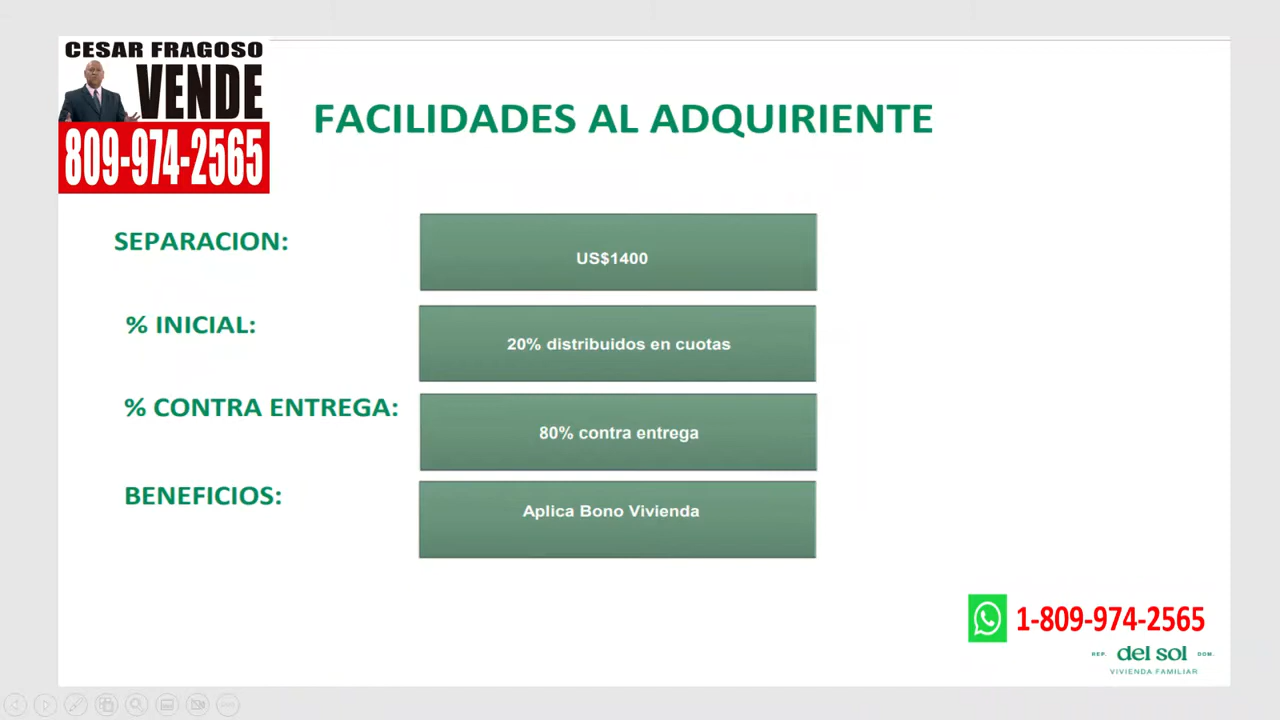 CESAR FRAGOSO
VENDE
809-974-2565
FACILIDADES AL ADQUIRIENTE
SEPARACION:
US$1400
% INICIAL:
20% distribuidos en cuotas
% CONTRA ENTREGA:
80% contra entrega
BENEFICIOS:
Aplica Bono Vivienda
1-809-974-2565
REP. del sol DOM.
VIVIENDA FAMILIAR